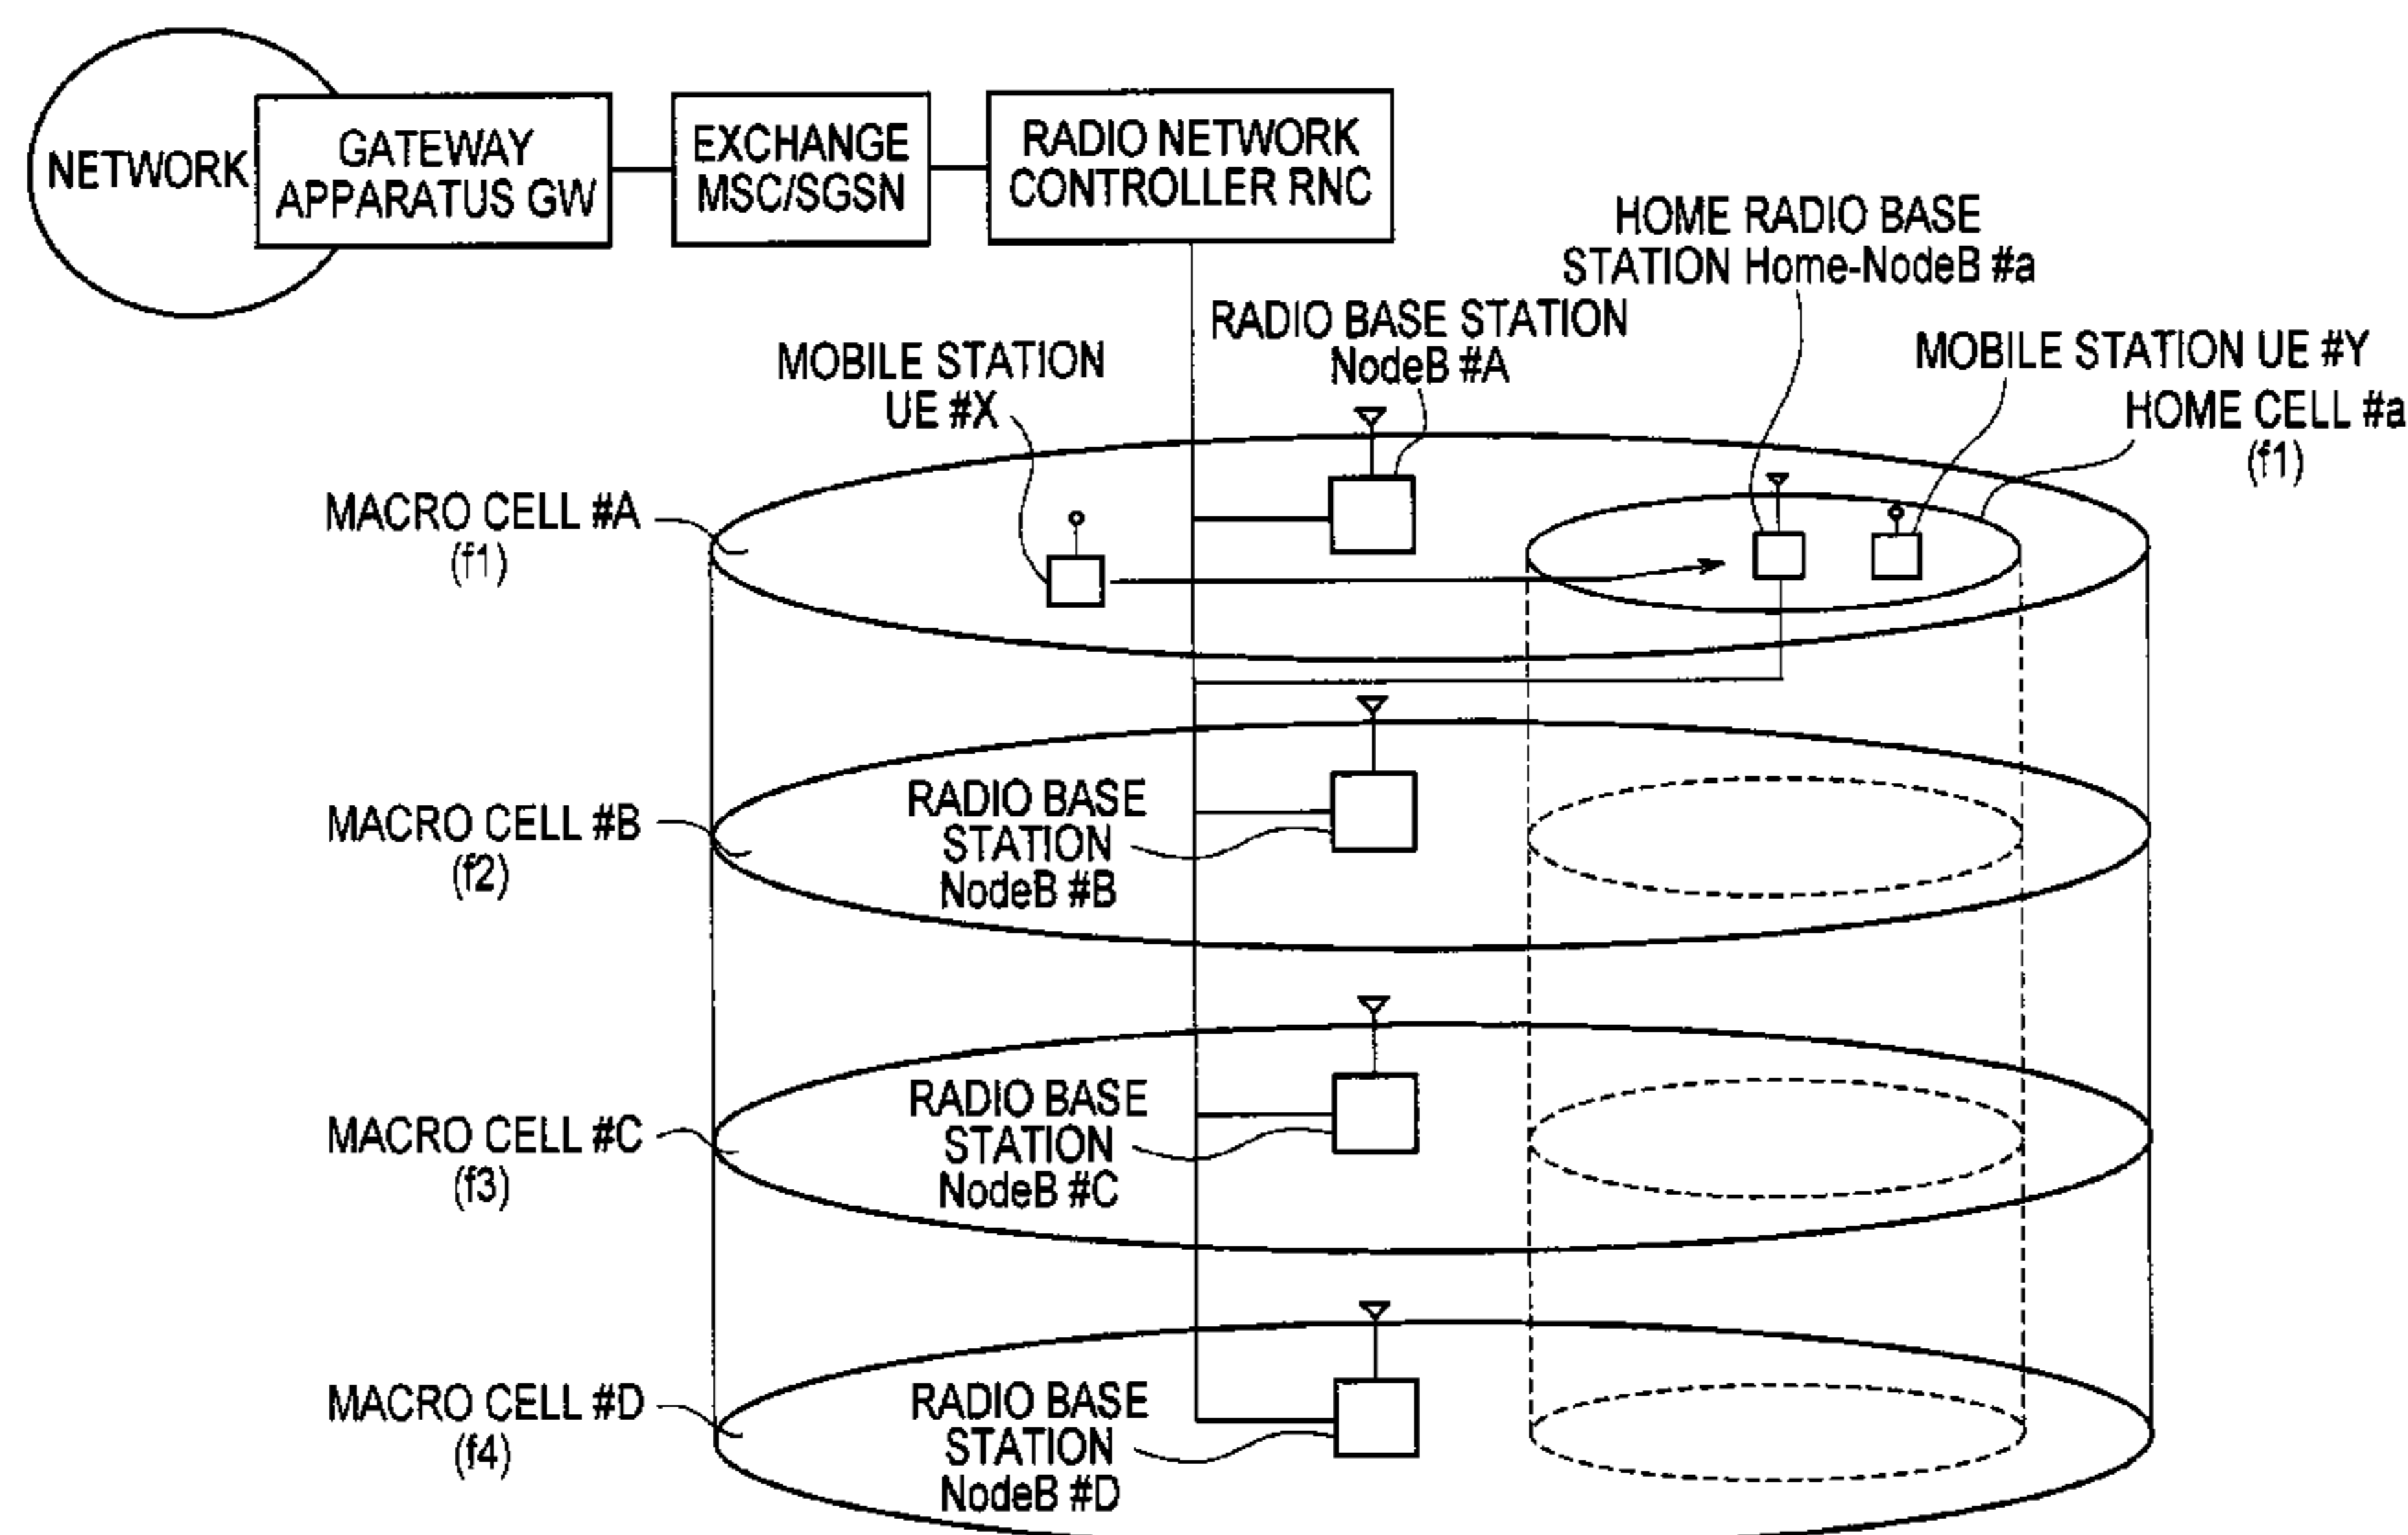 NETWORK
GATEWAY
APPARATUS GW
EXCHANGE
MSC/SGSN
RADIO NETWORK
CONTROLLER RNC
HOME RADIO BASE
STATION Home-NodeB #a
RADIO BASE STATION
NodeB #A
MOBILE STATION
UE #X
MOBILE STATION UE #Y
HOME CELL #a
(f1)
MACRO CELL #A
(f1)
MACRO CELL #B
(f2)
RADIO BASE
STATION
NodeB #B
MACRO CELL #C
(f3)
RADIO BASE
STATION
NodeB #C
MACRO CELL #D
(f4)
RADIO BASE
STATION
NodeB #D